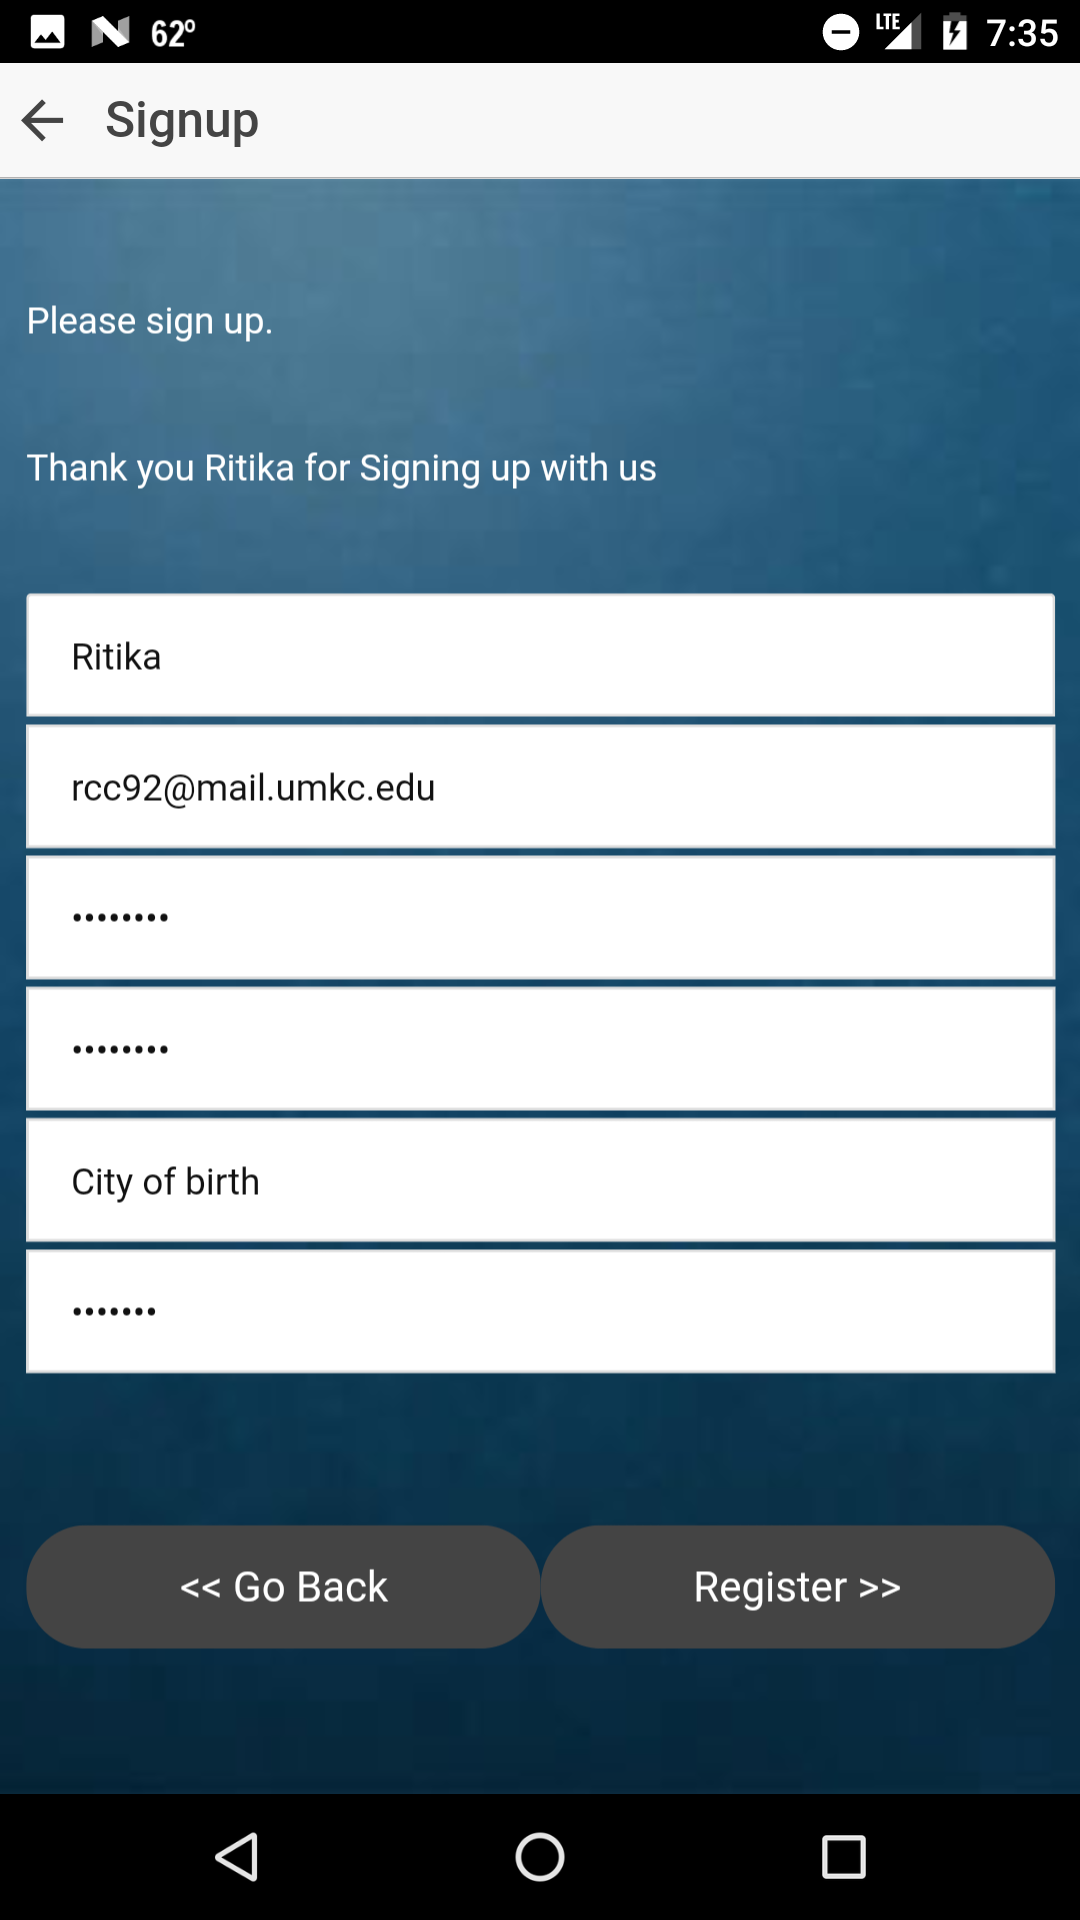 62º LTE 7:35
Signup
Please sign up.
Thank you Ritika for Signing up with us
Ritika
rcc92@mail.umkc.edu
••••••••
••••••••
City of birth
•••••••
<< Go Back Register >>